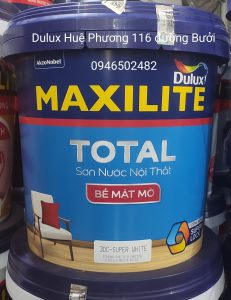 Dulux Huệ Phương 116 đường Bưởi
AkzoNobel
0946502482
Dulux
MAXILITE
TOTAL
Sơn Nước Nội Thất
BỀ MẶT MỜ
30C-SUPER WHITE